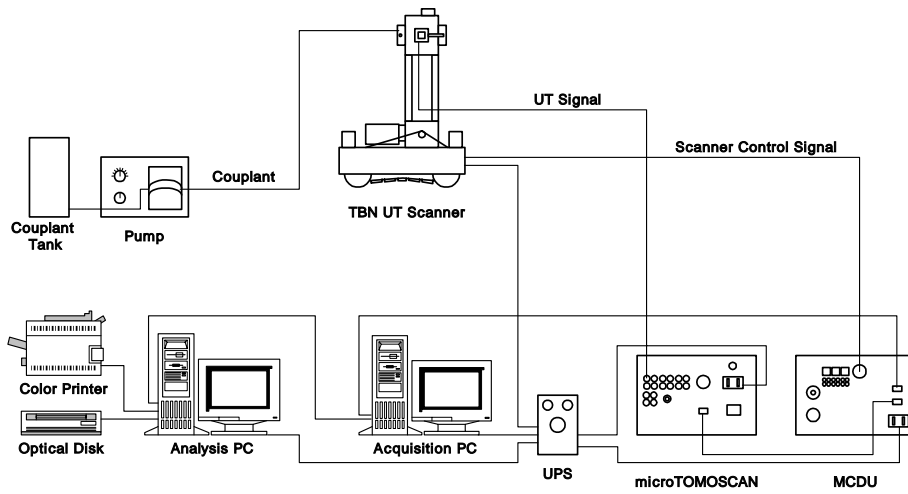 UT Signal
Scanner Control Signal
Couplant
TBN UT Scanner
Couplant
Tank
Pump
Color Printer
Optical Disk
Analysis PC
Acquisition PC
UPS
microTOMOSCAN
MCDU